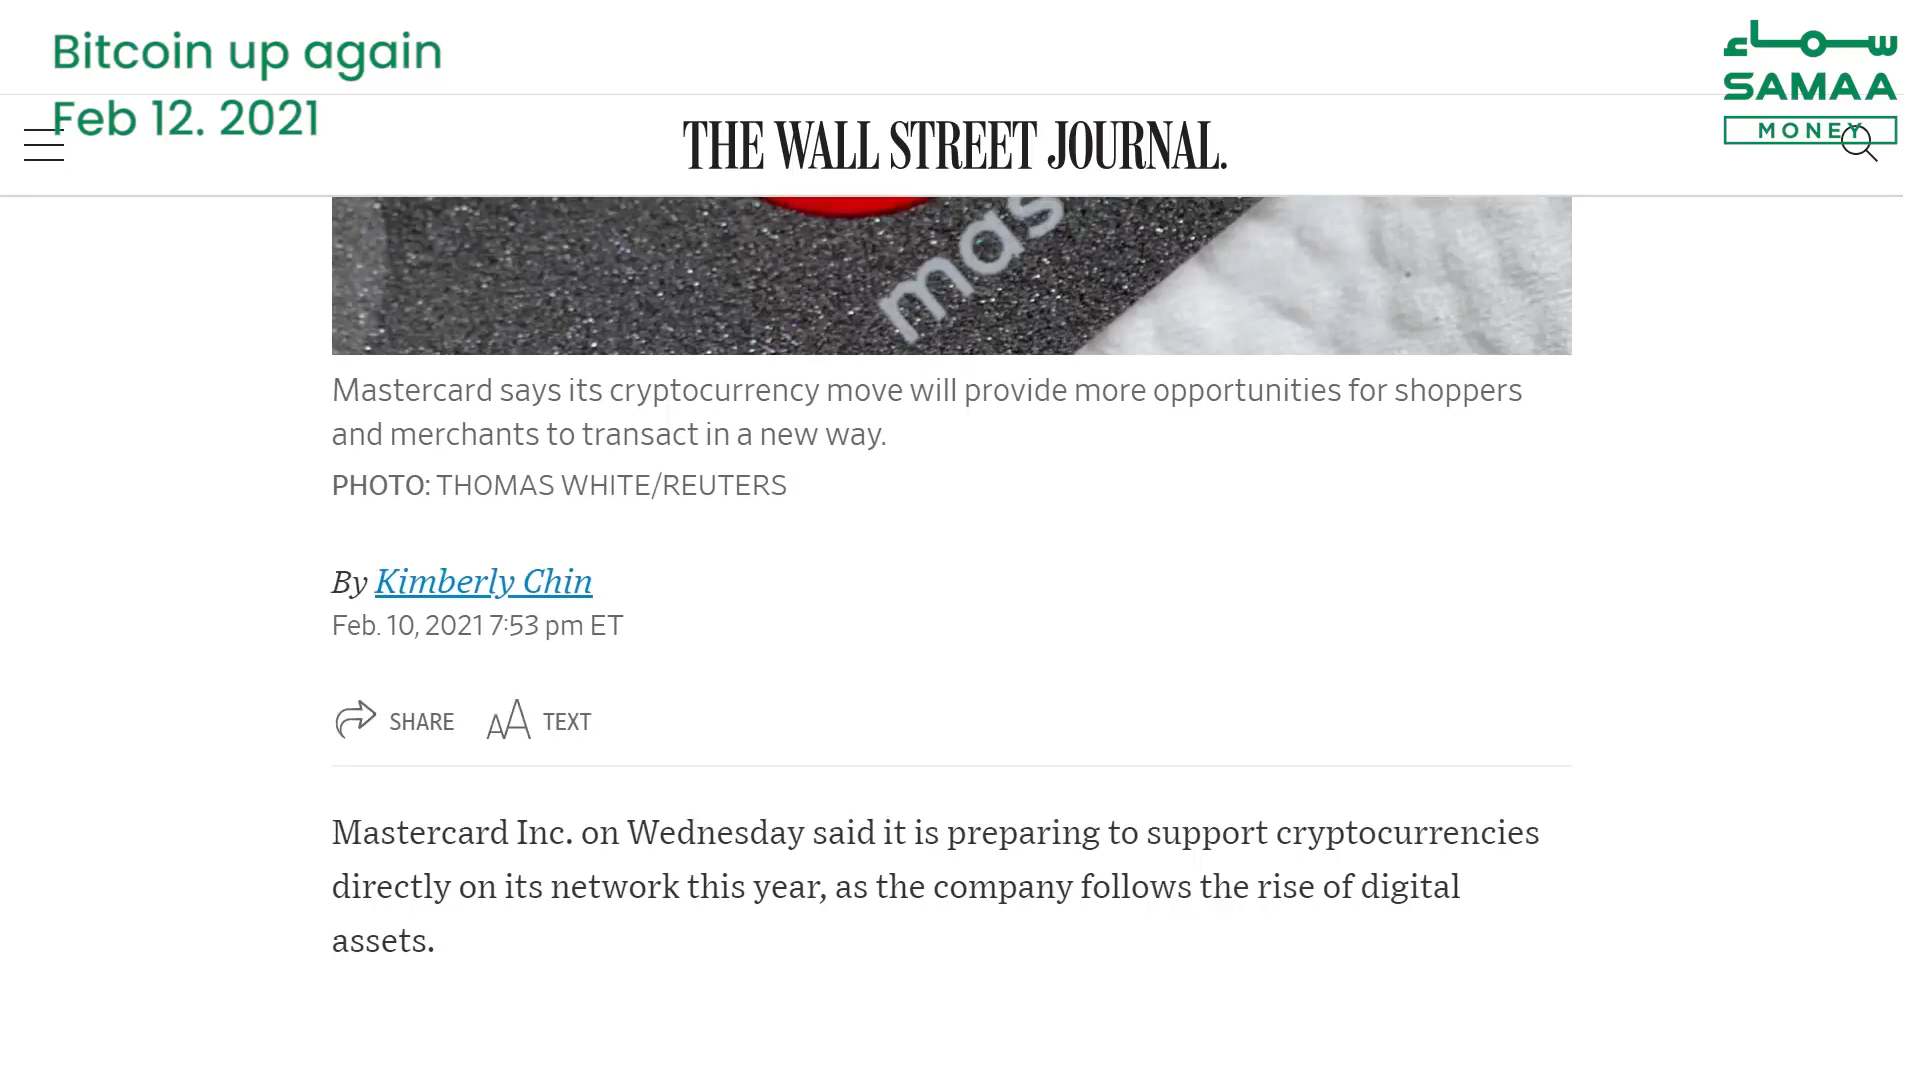 Bitcoin up again
Feb 12. 2021
سماء
SAMAA
MONEY
THE WALL STREET JOURNAL.
mas
Mastercard says its cryptocurrency move will provide more opportunities for shoppers
and merchants to transact in a new way.
PHOTO: THOMAS WHITE/REUTERS
By Kimberly Chin
Feb. 10, 2021 7:53 pm ET
SHARE AA TEXT
Mastercard Inc. on Wednesday said it is preparing to support cryptocurrencies
directly on its network this year, as the company follows the rise of digital
assets.